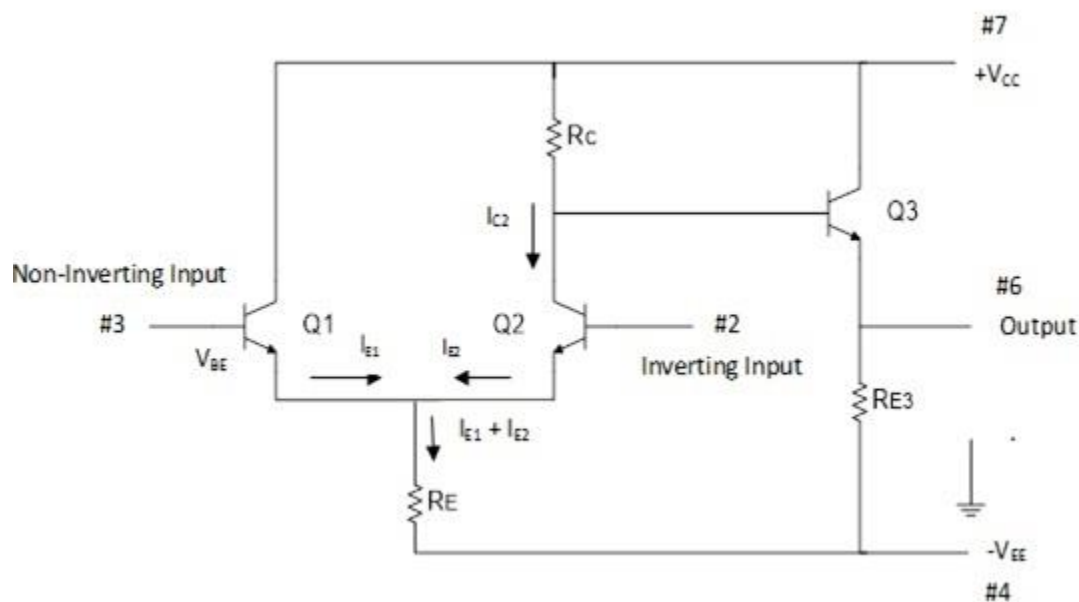 #7
+VCC
RC
IC2
Q3
Non-Inverting Input
#3
Q1
Q2
#2
#6
Output
VBE
IE1
IE2
Inverting Input
RE3
IE1 + IE2
RE
-VEE
#4